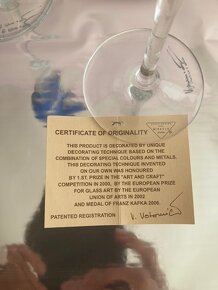 CERTIFICATE OF ORIGINALITY
THIS PRODUCT IS DECORATED BY UNIQUE
DECORATING TECHNIQUE BASED ON THE
COMBINATION OF SPECIAL COLOURS AND METALS.
THIS DECORATING TECHNIQUE INVENTED
ON OUR OWN WAS HONOURED
BY 1.ST. PRIZE IN THE "ART AND CRAFT"
COMPETITION IN 2000, BY THE EUROPEAN PRIZE
FOR GLASS ART BY THE EUROPEAN
UNION OF ARTS IN 2002
AND MEDAL OF FRANZ KAFKA 2006.
PATENTED REGISTRATION